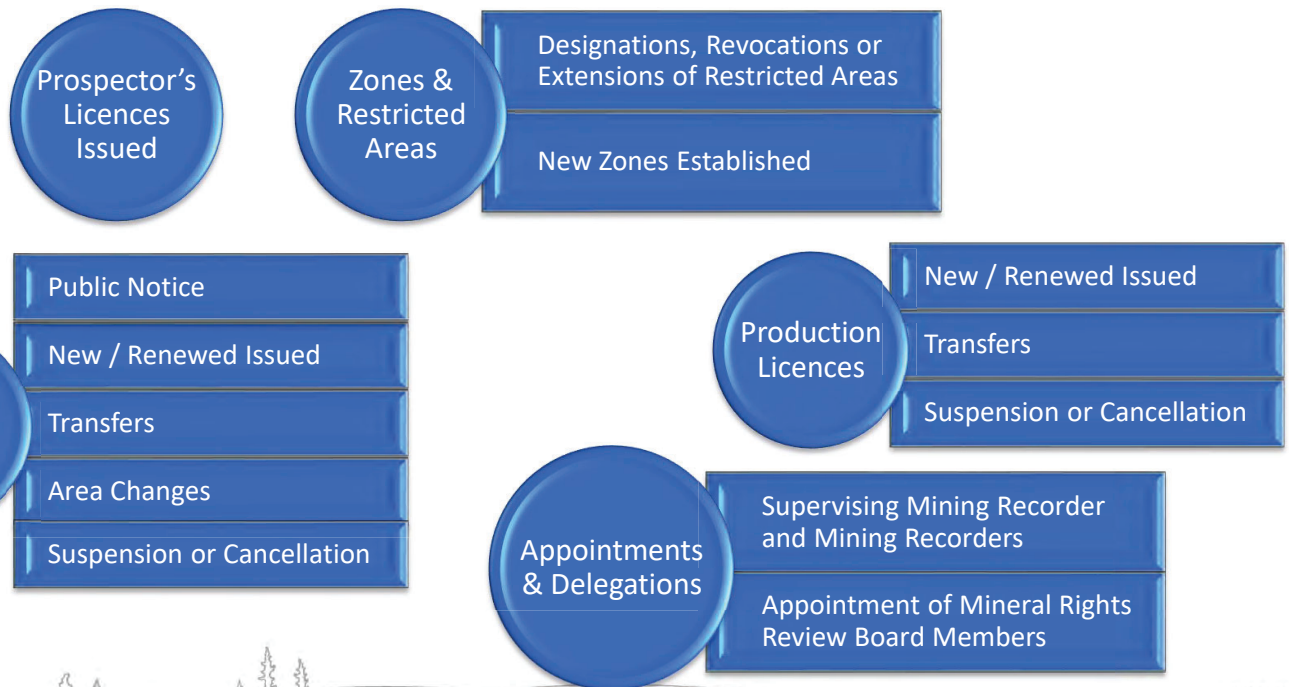 Prospector's
Licences
Issued
Zones &
Restricted
Areas
Designations, Revocations or
Extensions of Restricted Areas
New Zones Established
Public Notice
New / Renewed Issued
Transfers
Area Changes
Suspension or Cancellation
Production
Licences
New / Renewed Issued
Transfers
Suspension or Cancellation
Appointments
& Delegations
Supervising Mining Recorder
and Mining Recorders
Appointment of Mineral Rights
Review Board Members